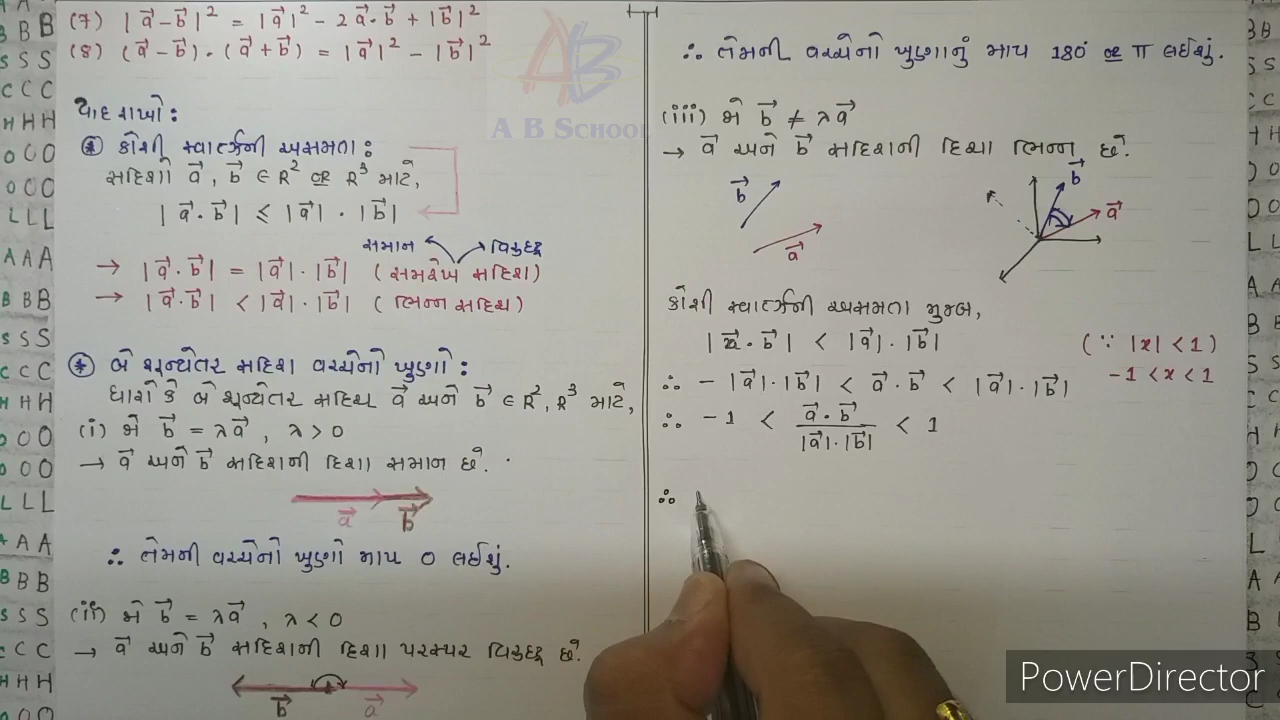 (7) |a⃗ - b⃗|² = |a⃗|² - 2 a⃗·b⃗ + |b⃗|²
(8) (a⃗ - b⃗)·(a⃗ + b⃗) = |a⃗|² - |b⃗|²
A B SCHOOL
યાદ રાખો:
* કોશી સ્વાર્ત્ઝની અસમતા:
સદિશો a⃗, b⃗ ∈ R² or R³ માટે,
|a⃗·b⃗| ≤ |a⃗|·|b⃗|
સમાન વિરુદ્ધ
→ |a⃗·b⃗| = |a⃗|·|b⃗| (સમરેખ સદિશ)
→ |a⃗·b⃗| < |a⃗|·|b⃗| (ભિન્ન સદિશ)
* બે શૂન્યેતર સદિશ વચ્ચેનો ખુણો:
ધારો કે બે શૂન્યેતર સદિશ a⃗ અને b⃗ ∈ R², R³ માટે,
(i) જો b⃗ = λa⃗, λ > 0
→ a⃗ અને b⃗ સદિશની દિશા સમાન છે.
a⃗ b⃗
∴ તેમની વચ્ચેનો ખુણો માપ 0 લઈશું.
(ii) જો b⃗ = λa⃗, λ < 0
→ a⃗ અને b⃗ સદિશની દિશા પરસ્પર વિરુદ્ધ છે.
b⃗ a⃗
∴ તેમની વચ્ચેનો ખુણાનું માપ 180° or π લઈશું.
(iii) જો b⃗ ≠ λa⃗
→ a⃗ અને b⃗ સદિશની દિશા ભિન્ન છે.
b⃗ a⃗
b⃗ a⃗
કોશી સ્વાર્ત્ઝની અસમતા મુજબ,
|a⃗·b⃗| < |a⃗|·|b⃗| (∵ |x| < 1)
∴ -|a⃗|·|b⃗| < a⃗·b⃗ < |a⃗|·|b⃗| -1 < x < 1
∴ -1 < a⃗·b⃗ / |a⃗|·|b⃗| < 1
∴
PowerDirector